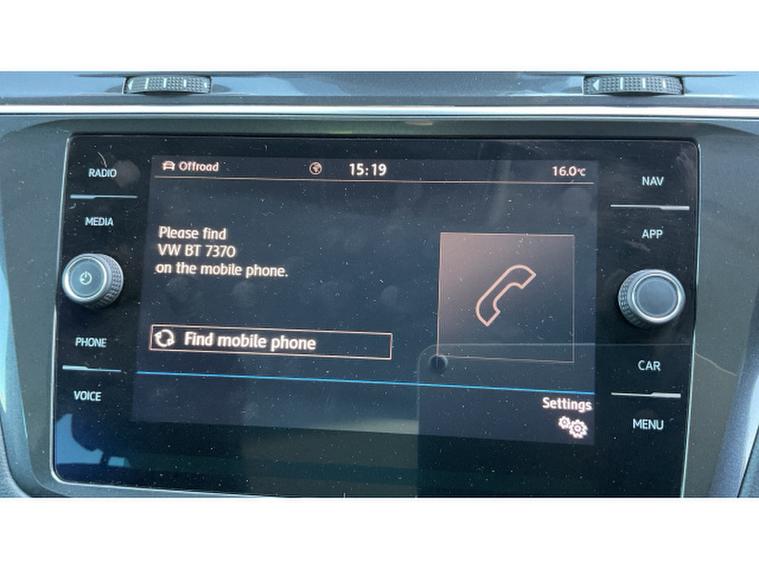 Offroad
15:19
16.0°C
RADIO
MEDIA
PHONE
VOICE
Please find
VW BT 7370
on the mobile phone.
Find mobile phone
Settings
NAV
APP
CAR
MENU